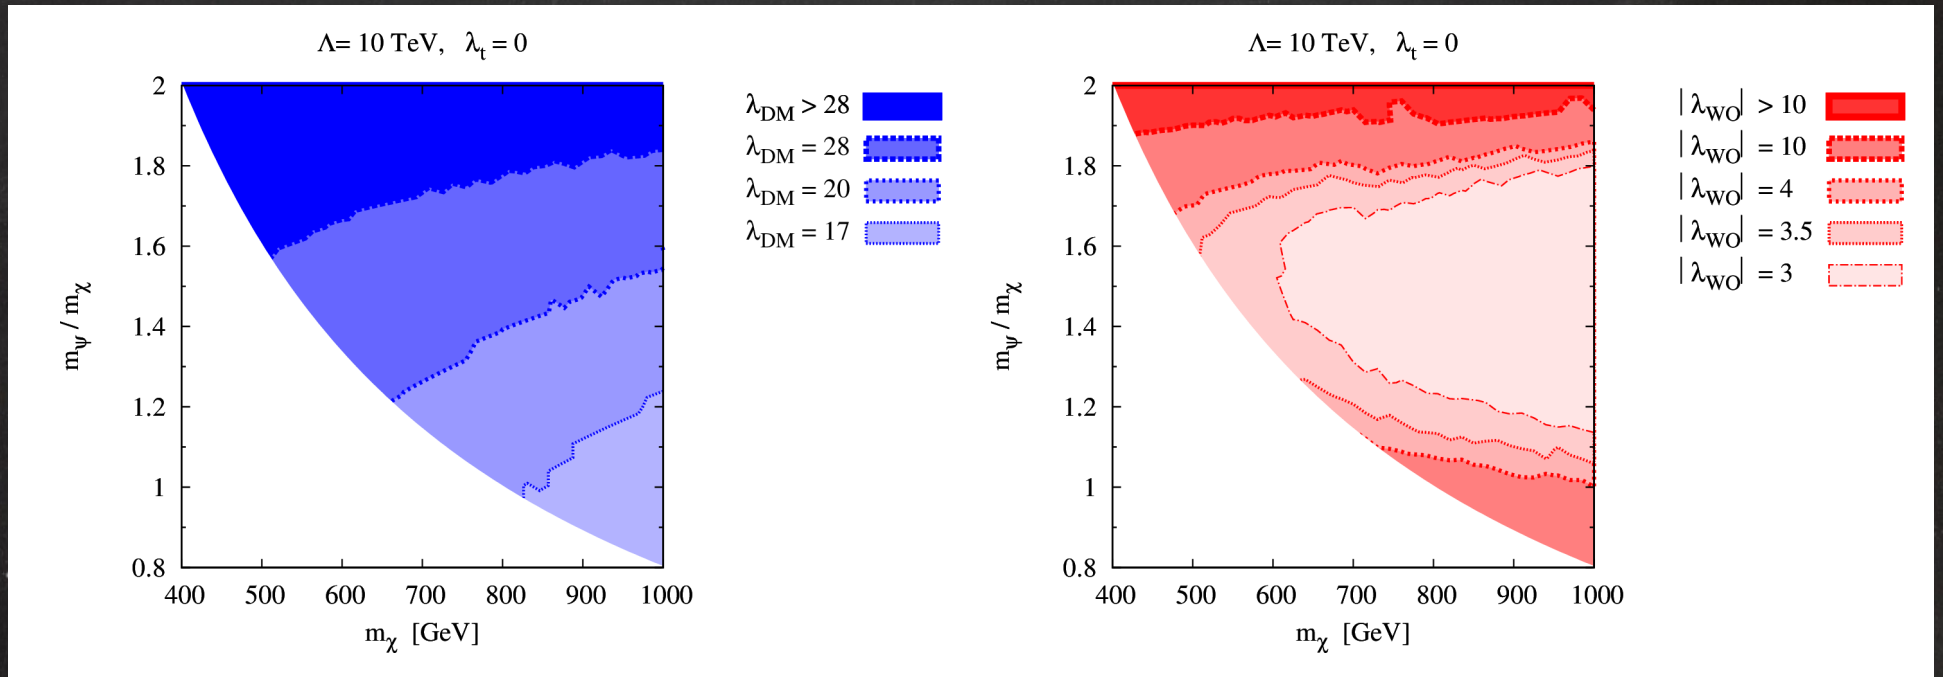 Λ= 10 TeV, λt = 0
2
1.8
1.6
1.4
1.2
1
0.8
mψ / mχ
400 500 600 700 800 900 1000
mχ [GeV]
λDM > 28
λDM = 28
λDM = 20
λDM = 17
Λ= 10 TeV, λt = 0
2
1.8
1.6
1.4
1.2
1
0.8
mψ / mχ
400 500 600 700 800 900 1000
mχ [GeV]
| λWO| > 10
| λWO| = 10
| λWO| = 4
| λWO| = 3.5
| λWO| = 3